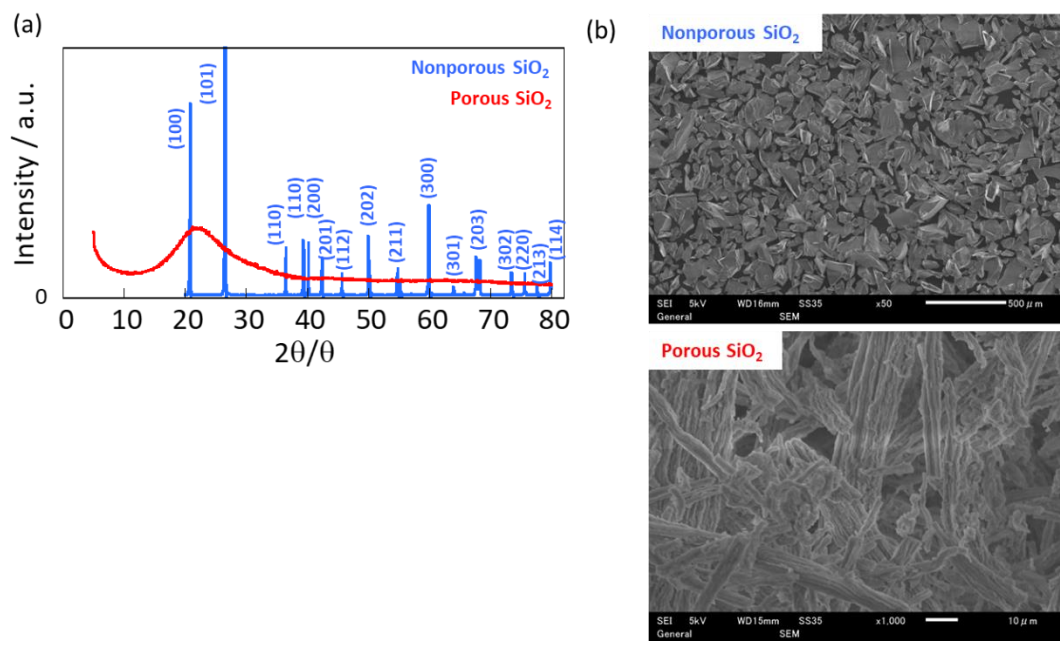 (a)
Intensity / a.u.
0
Nonporous SiO₂
Porous SiO₂
(100)
(101)
(110)
(110)
(200)
(201)
(112)
(202)
(211)
(300)
(301)
(203)
(302)
(220)
(213)
(114)
0 10 20 30 40 50 60 70 80
2θ/θ
(b)
Nonporous SiO₂
SEI 5kV WD16mm SS35 x50 500 μm
General SEM
Porous SiO₂
SEI 5kV WD15mm SS35 x1,000 10 μm
General SEM